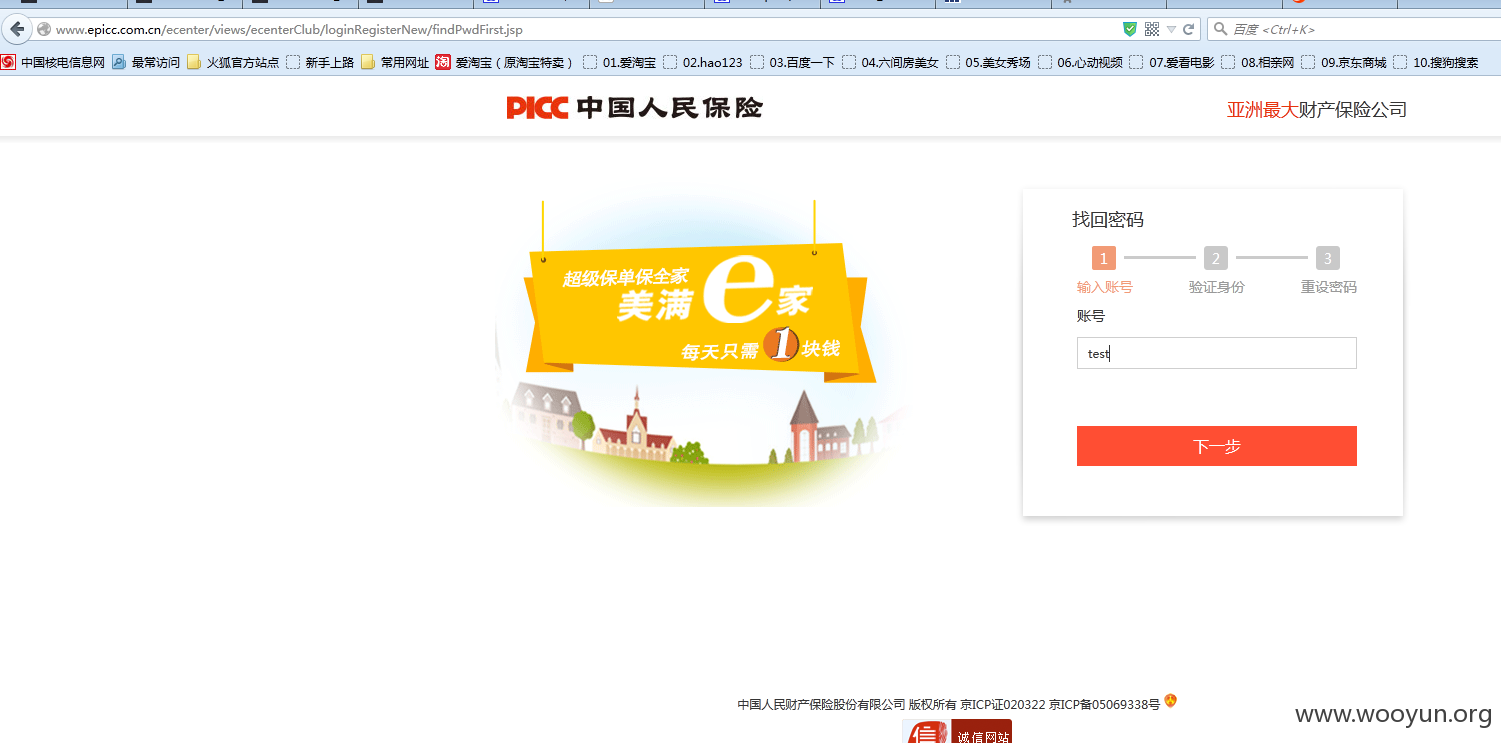 www.epicc.com.cn/ecenter/views/ecenterClub/loginRegisterNew/findPwdFirst.jsp
百度 <Ctrl+K>
中国核电信息网 最常访问 火狐官方站点 新手上路 常用网址 爱淘宝（原淘宝特卖） 01.爱淘宝 02.hao123 03.百度一下 04.六间房美女 05.美女秀场 06.心动视频 07.爱看电影 08.相亲网 09.京东商城 10.搜狗搜索
PICC 中国人民保险
亚洲最大财产保险公司
超级保单保全家
美满e家
每天只需1块钱
找回密码
1 2 3
输入账号 验证身份 重设密码
账号
test
下一步
中国人民财产保险股份有限公司 版权所有 京ICP证020322 京ICP备05069338号
诚信网站
www.wooyun.org